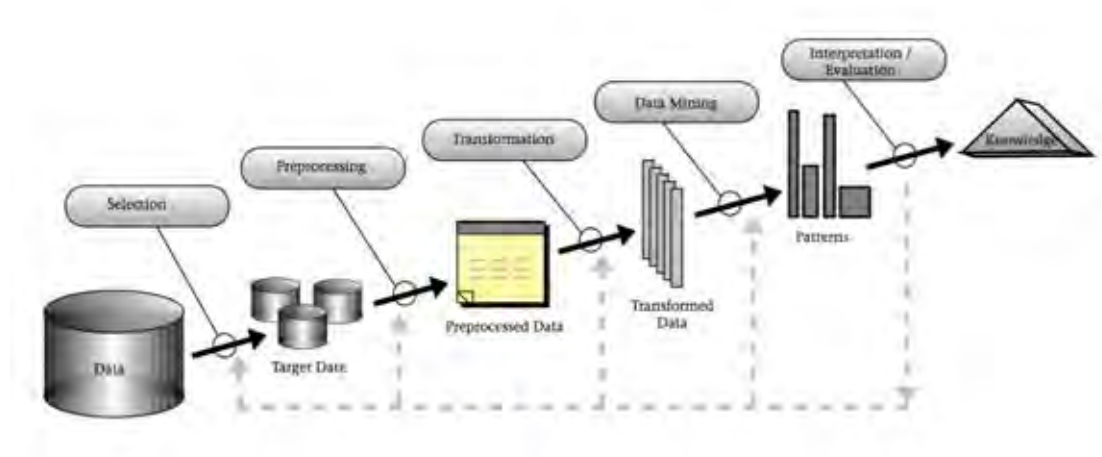 Interpretation /
Evaluation
Data Mining
Transformation
Preprocessing
Selection
Knowledge
Patterns
Transformed
Data
Preprocessed Data
Target Date
Data